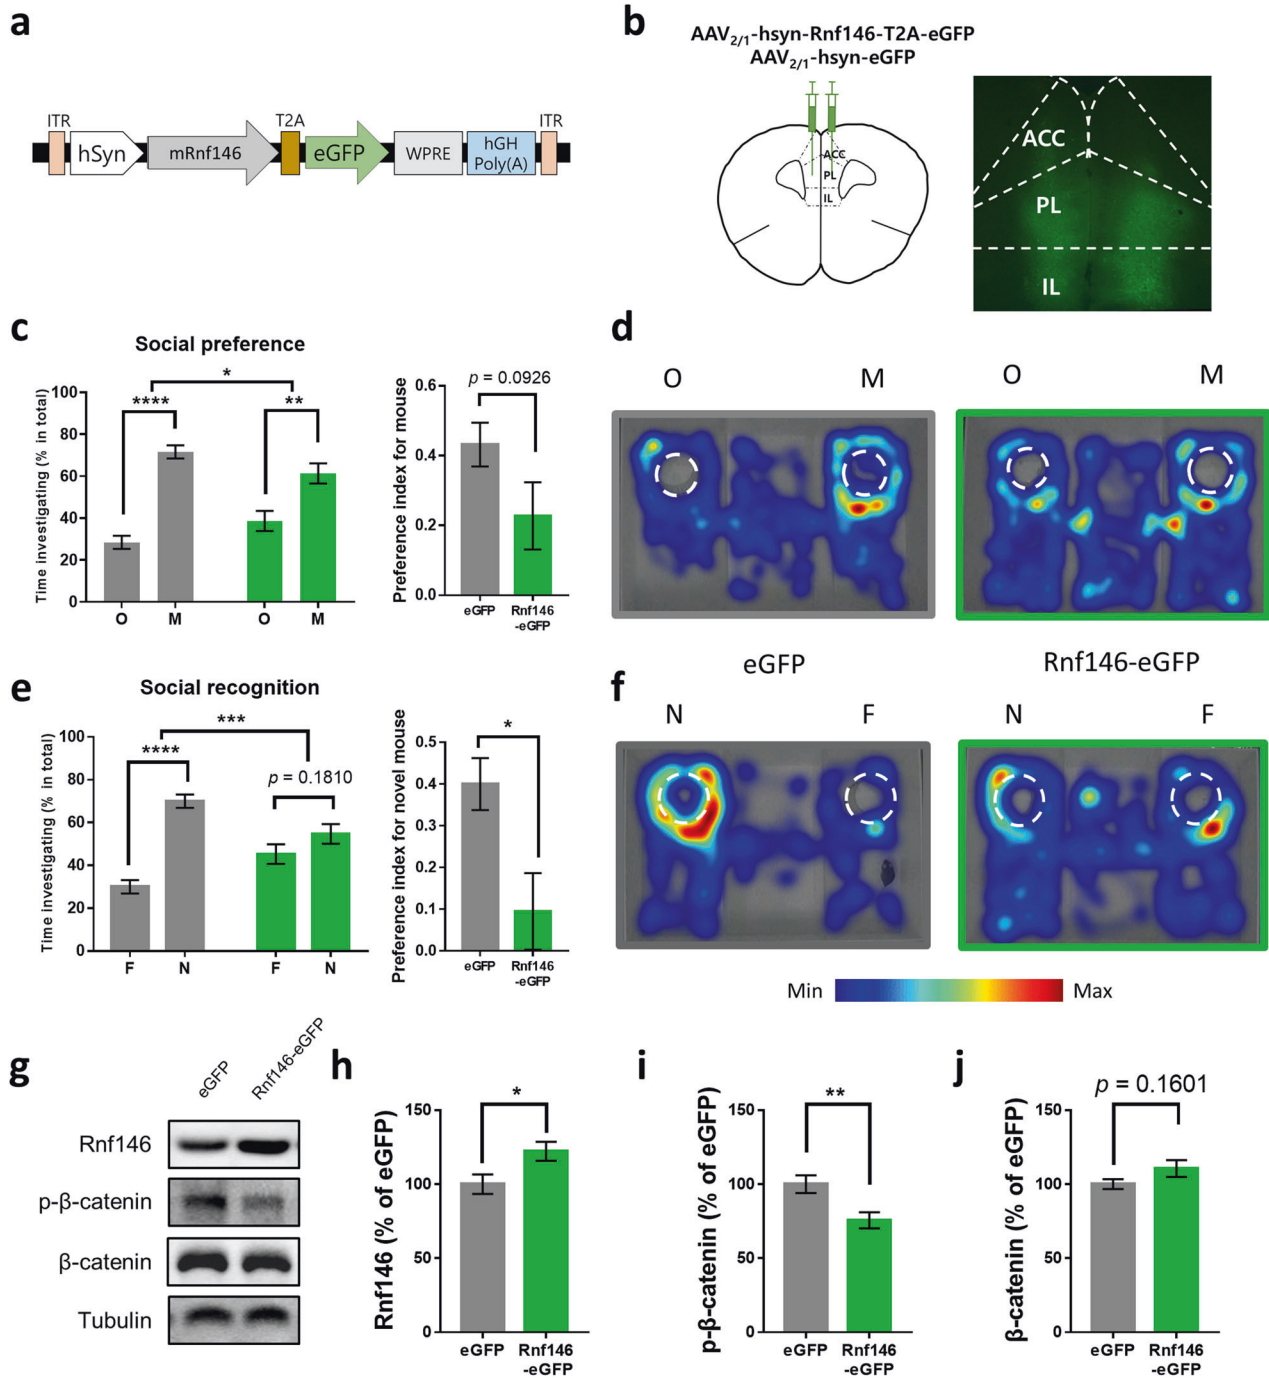 a
ITR
hSyn
mRnf146
T2A
eGFP
WPRE
hGH
Poly(A)
ITR
b
AAV2/1-hsyn-Rnf146-T2A-eGFP
AAV2/1-hsyn-eGFP
ACC
PL
IL
ACC
PL
IL
c
Social preference
Time investigating (% in total)
100
80
60
40
20
0
****
*
**
O
M
O
M
Preference index for mouse
0.6
0.4
0.2
0.0
p = 0.0926
eGFP
Rnf146
-eGFP
d
O
M
O
M
eGFP
Rnf146-eGFP
e
Social recognition
Time investigating (% in total)
100
80
60
40
20
0
****
***
p = 0.1810
F
N
F
N
Preference index for novel mouse
0.5
0.4
0.3
0.2
0.1
0.0
*
eGFP
Rnf146
-eGFP
f
N
F
N
F
Min
Max
g
eGFP
Rnf146-eGFP
Rnf146
p-β-catenin
β-catenin
Tubulin
h
Rnf146 (% of eGFP)
150
100
50
0
*
eGFP
Rnf146
-eGFP
i
p-β-catenin (% of eGFP)
150
100
50
0
**
eGFP
Rnf146
-eGFP
j
β-catenin (% of eGFP)
150
100
50
0
p = 0.1601
eGFP
Rnf146
-eGFP